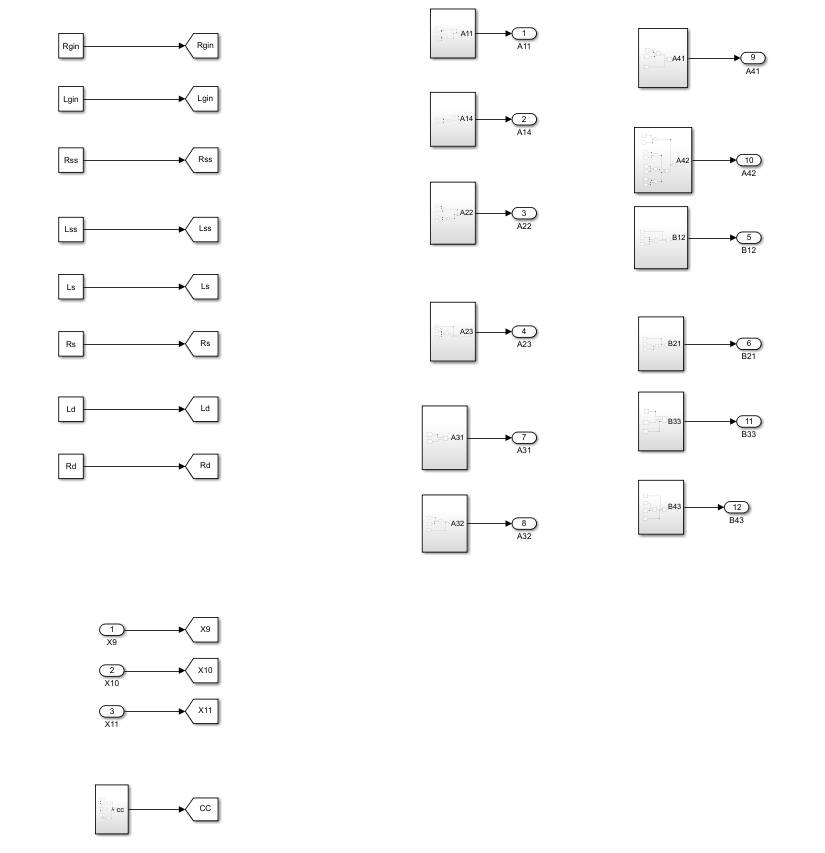 Rgin
Rgin
Lgin
Lgin
Rss
Rss
Lss
Lss
Ls
Ls
Rs
Rs
Ld
Ld
Rd
Rd
1
X9
X9
2
X10
X10
3
X11
X11
CC
CC
A11
1
A11
A14
2
A14
A22
3
A22
A23
4
A23
A31
7
A31
A32
8
A32
A41
9
A41
A42
10
A42
B12
5
B12
B21
6
B21
B33
11
B33
B43
12
B43